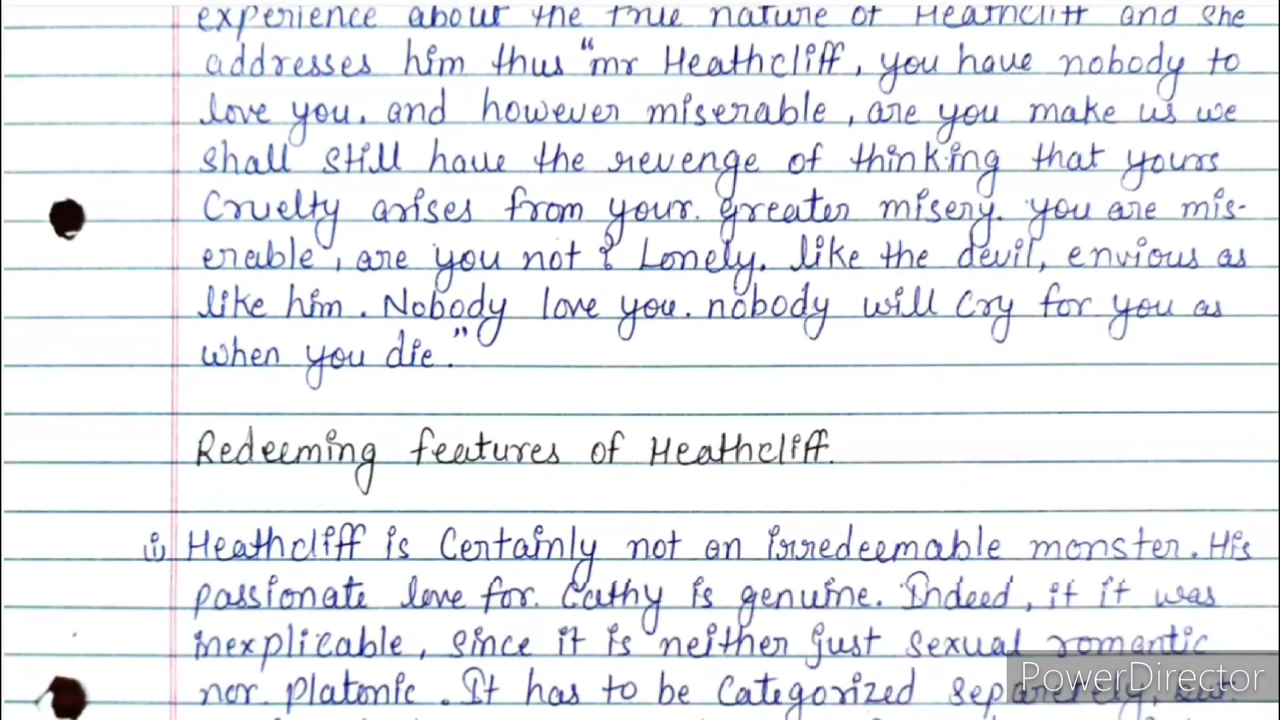 experience about the true nature of Heathcliff and she
addresses him thus "mr Heathcliff, you have nobody to
love you. and however miserable, are you make us we
shall still have the revenge of thinking that yours
Cruelty arises from your greater misery. you are mis-
erable, are you not ? Lonely. like the devil, envious as
like him. Nobody love you. nobody will cry for you as
when you die."
Redeeming features of Heathcliff.
i) Heathcliff is Certainly not an irredeemable monster. His
passionate love for Cathy is genuine. Indeed, it it was
inexplicable, since it is neither just sexual romantic
nor platonic. It has to be categorized separately,
PowerDirector